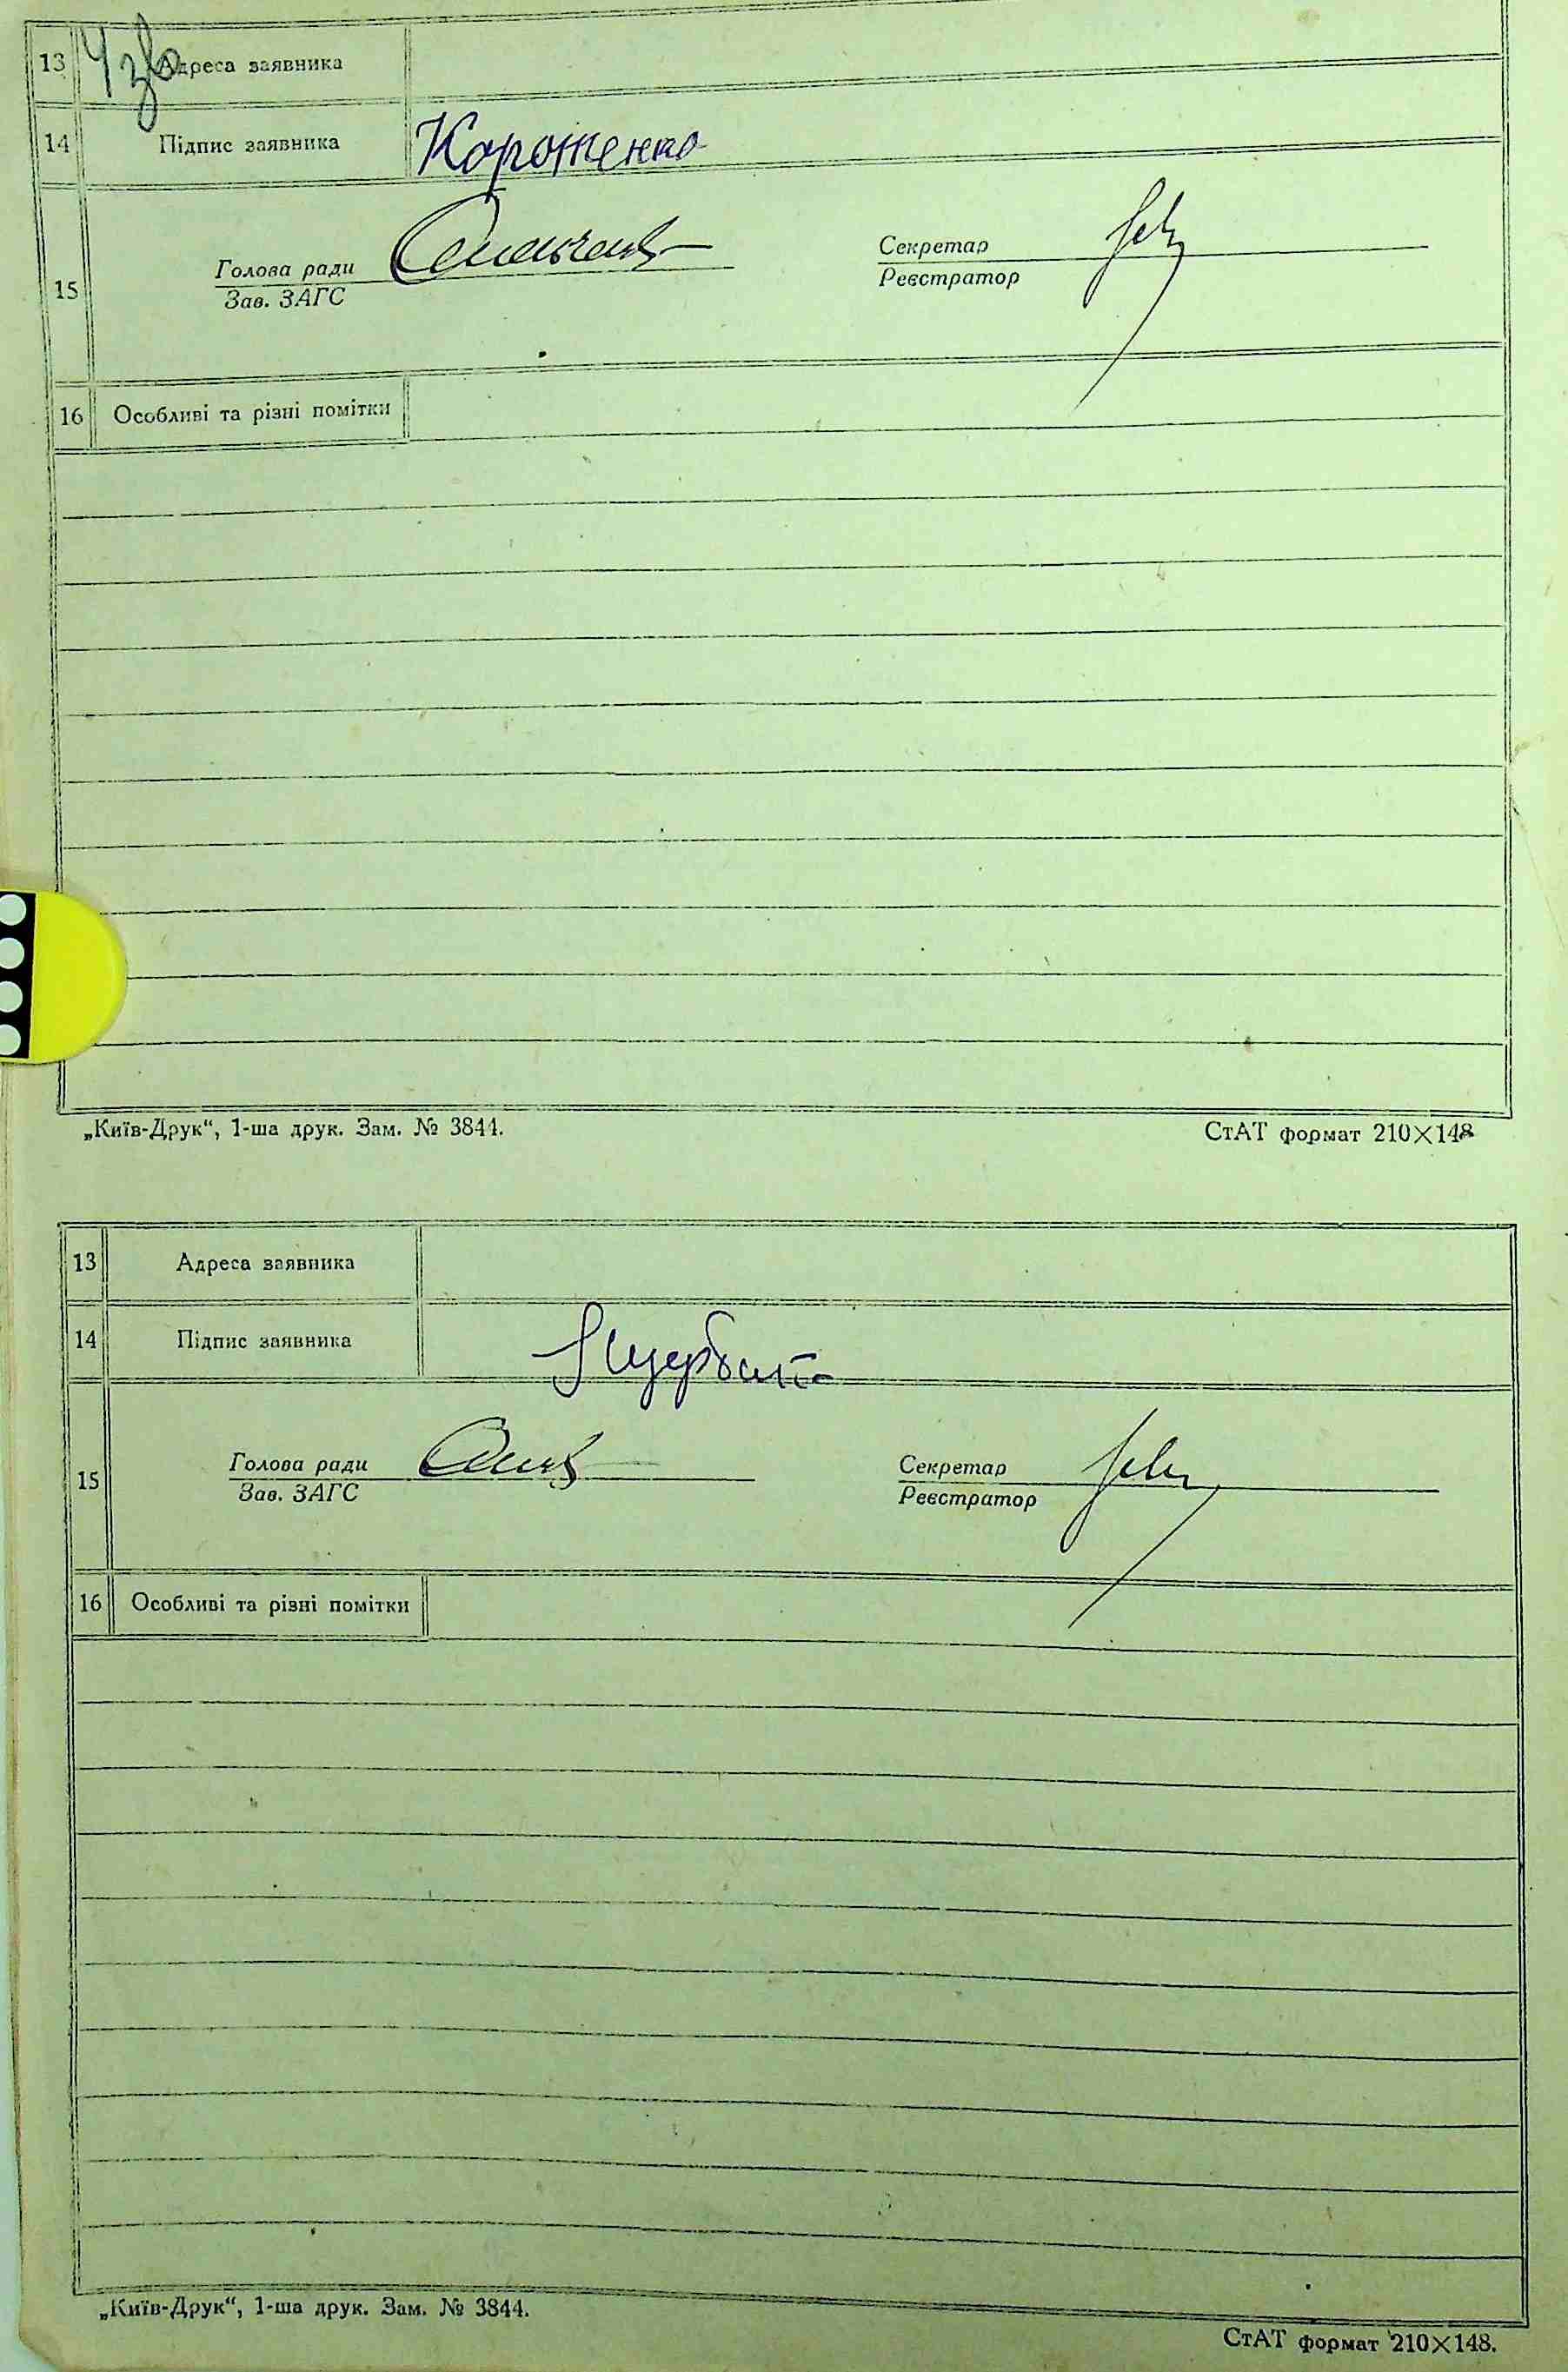 13 Адреса заявника
14 Підпис заявника Короженко
15 Голова ради Секретар
Зав. ЗАГС Реєстратор
16 Особливі та різні помітки
„Київ-Друк“, 1-ша друк. Зам. № 3844. СтАТ формат 210×148
13 Адреса заявника
14 Підпис заявника
15 Голова ради Секретар
Зав. ЗАГС Реєстратор
16 Особливі та різні помітки
„Київ-Друк“, 1-ша друк. Зам. № 3844.
СтАТ формат 210×148.